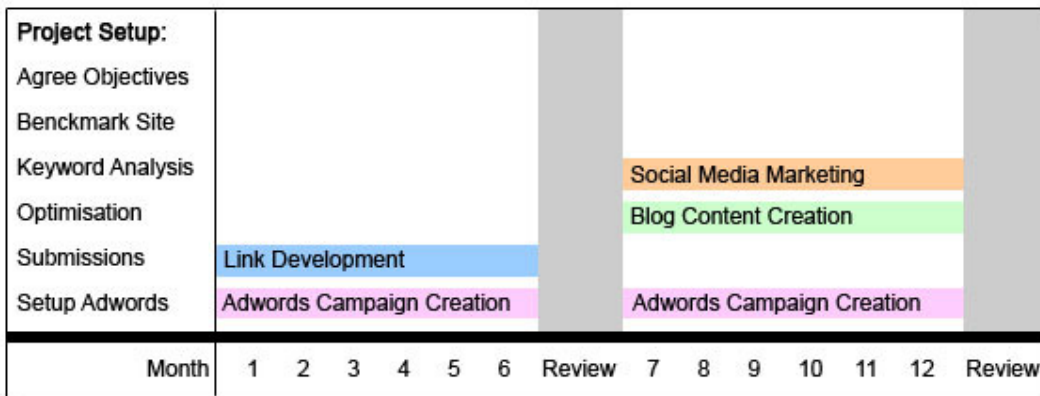 Project Setup:
Agree Objectives
Benckmark Site
Keyword Analysis Social Media Marketing
Optimisation Blog Content Creation
Submissions Link Development
Setup Adwords Adwords Campaign Creation Adwords Campaign Creation
Month 1 2 3 4 5 6 Review 7 8 9 10 11 12 Review